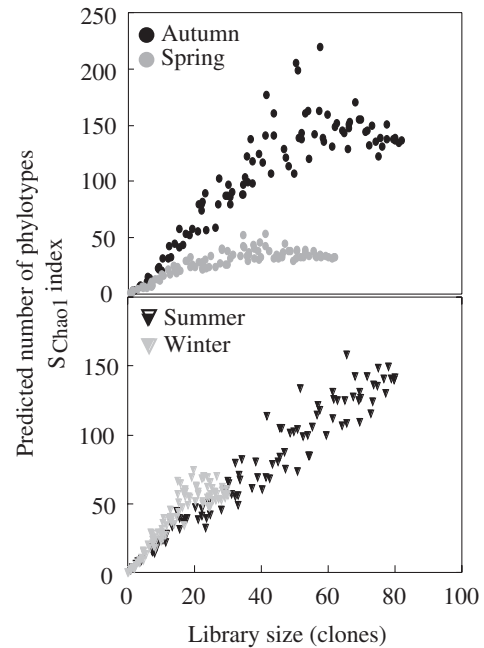 Predicted number of phylotypes
SChao1 index
250
200
150
100
50
0
Autumn
Spring
150
100
50
0
Summer
Winter
0 20 40 60 80 100
Library size (clones)